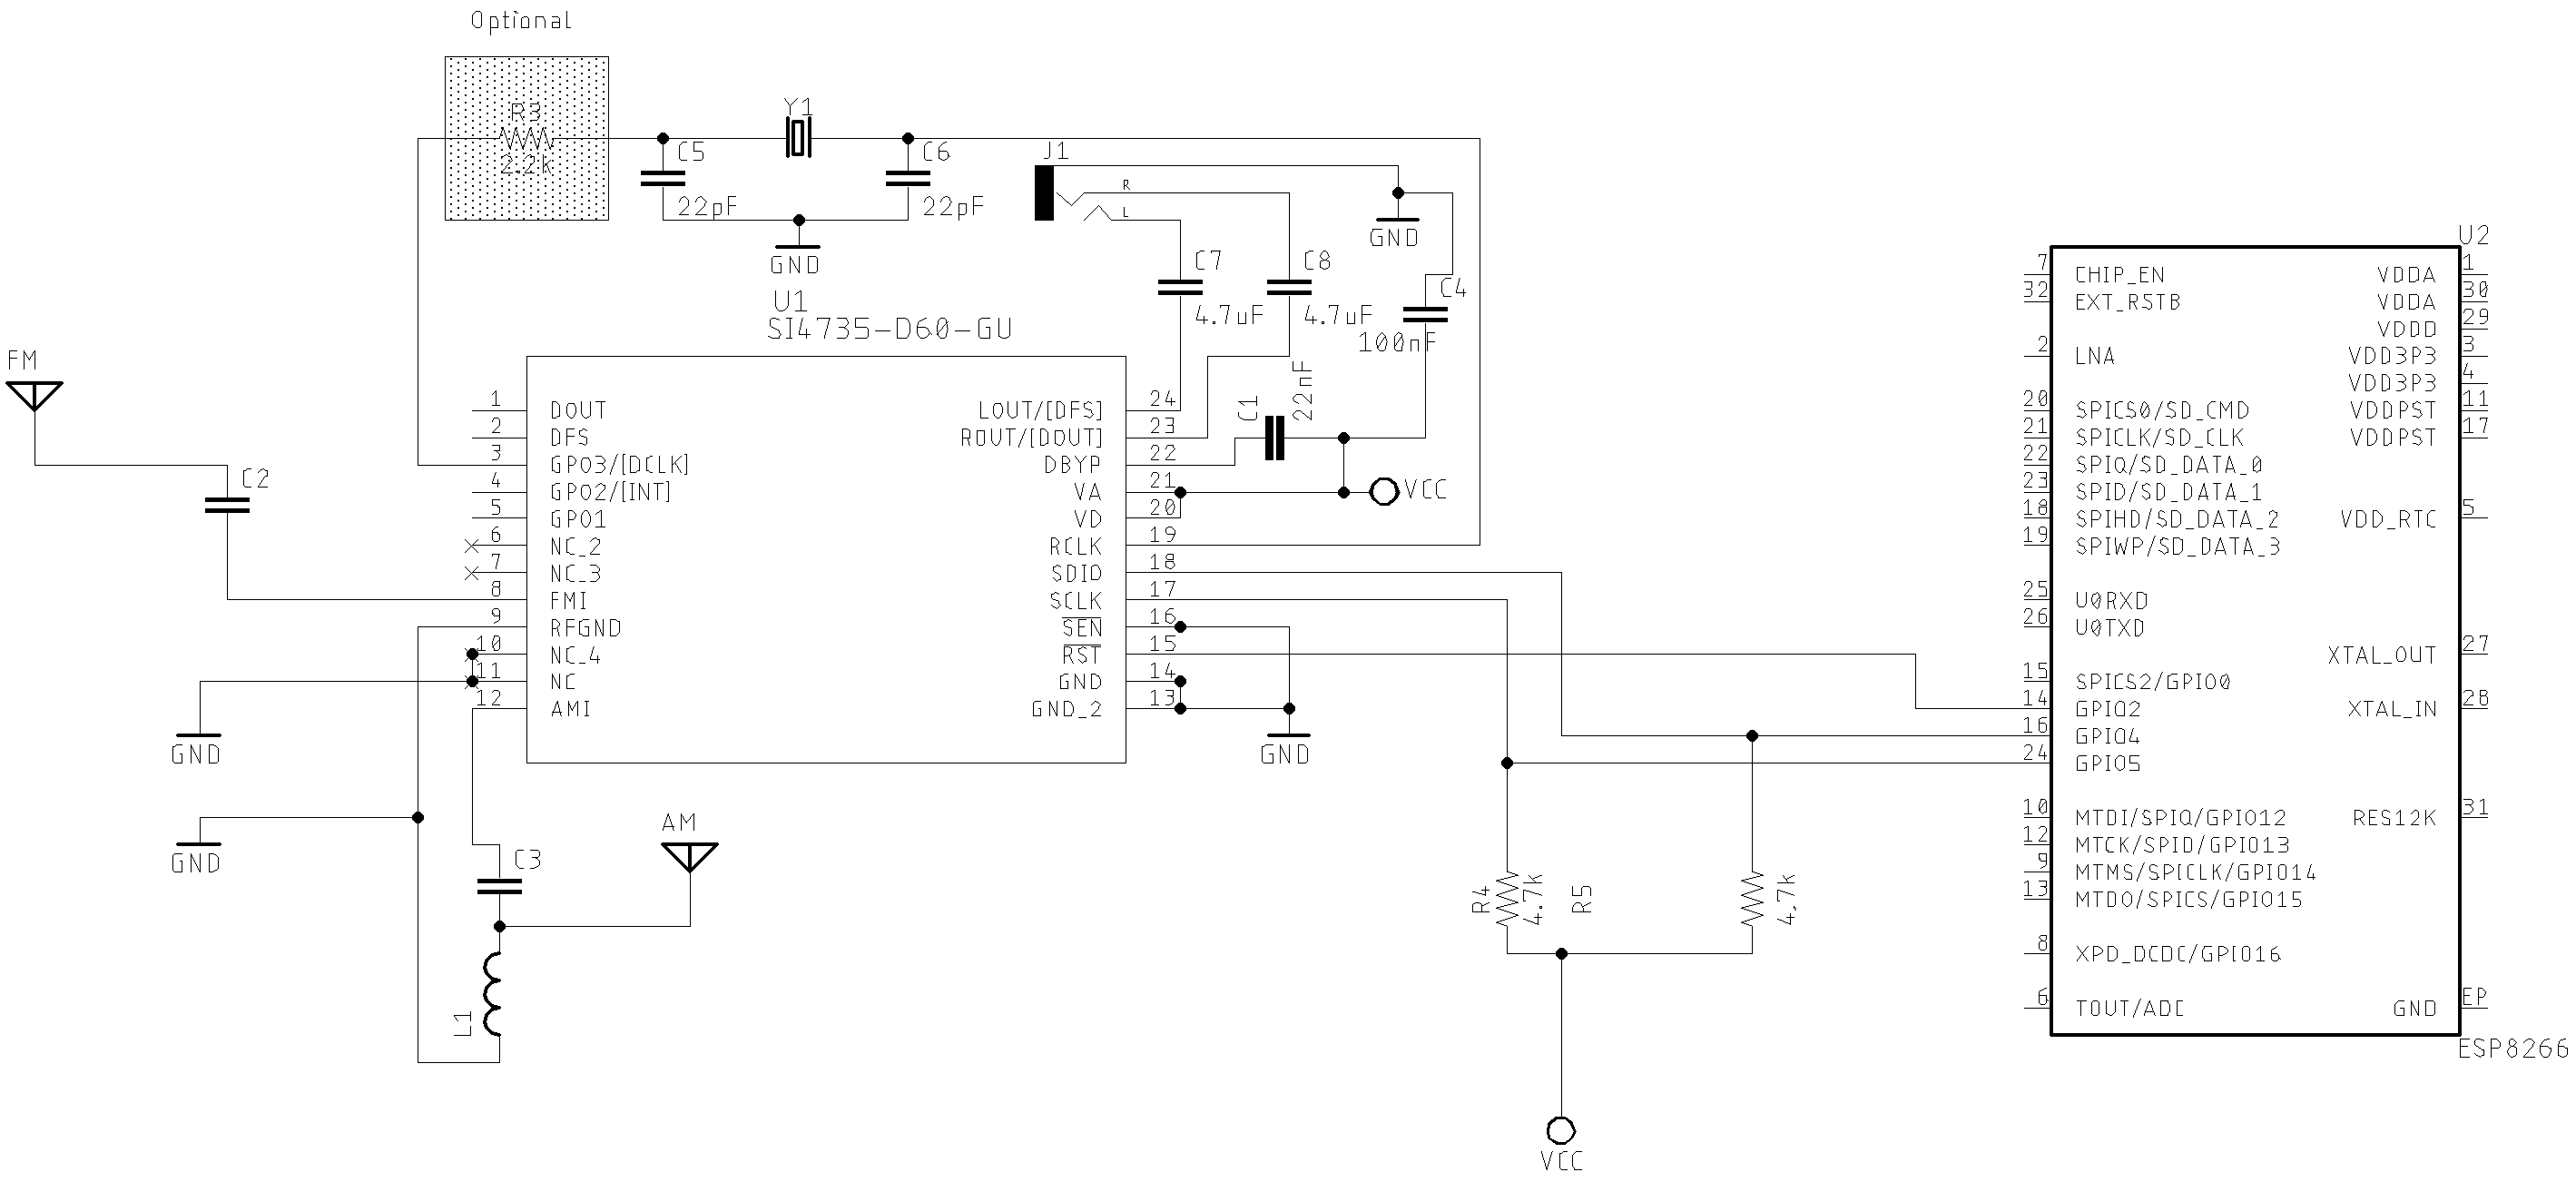 Optional
R3
2.2k
C5
22pF
Y1
C6
22pF
GND
J1
R
L
GND
C7
4.7uF
C8
4.7uF
C4
100nF
U1
SI4735-D60-GU
FM
C2
C1
22nF
VCC
1 DOUT
2 DFS
3 GPO3/[DCLK]
4 GPO2/[INT]
5 GPO1
6 NC_2
7 NC_3
8 FMI
9 RFGND
10 NC_4
11 NC
12 AMI
LOUT/[DFS] 24
ROUT/[DOUT] 23
DBYP 22
VA 21
VD 20
RCLK 19
SDIO 18
SCLK 17
SEN 16
RST 15
GND 14
GND_2 13
GND
GND
GND
AM
C3
L1
R4
4.7k
R5
4,7k
VCC
U2
7 CHIP_EN
32 EXT_RSTB
2 LNA
20 SPICS0/SD_CMD
21 SPICLK/SD_CLK
22 SPIQ/SD_DATA_0
23 SPID/SD_DATA_1
18 SPIHD/SD_DATA_2
19 SPIWP/SD_DATA_3
25 U0RXD
26 U0TXD
15 SPICS2/GPIO0
14 GPIO2
16 GPIO4
24 GPIO5
10 MTDI/SPIQ/GPIO12
12 MTCK/SPID/GPIO13
9 MTMS/SPICLK/GPIO14
13 MTDO/SPICS/GPIO15
8 XPD_DCDC/GPIO16
6 TOUT/ADC
VDDA 1
VDDA 30
VDDD 29
VDD3P3 3
VDD3P3 4
VDDPST 11
VDDPST 17
VDD_RTC 5
XTAL_OUT 27
XTAL_IN 28
RES12K 31
GND EP
ESP8266